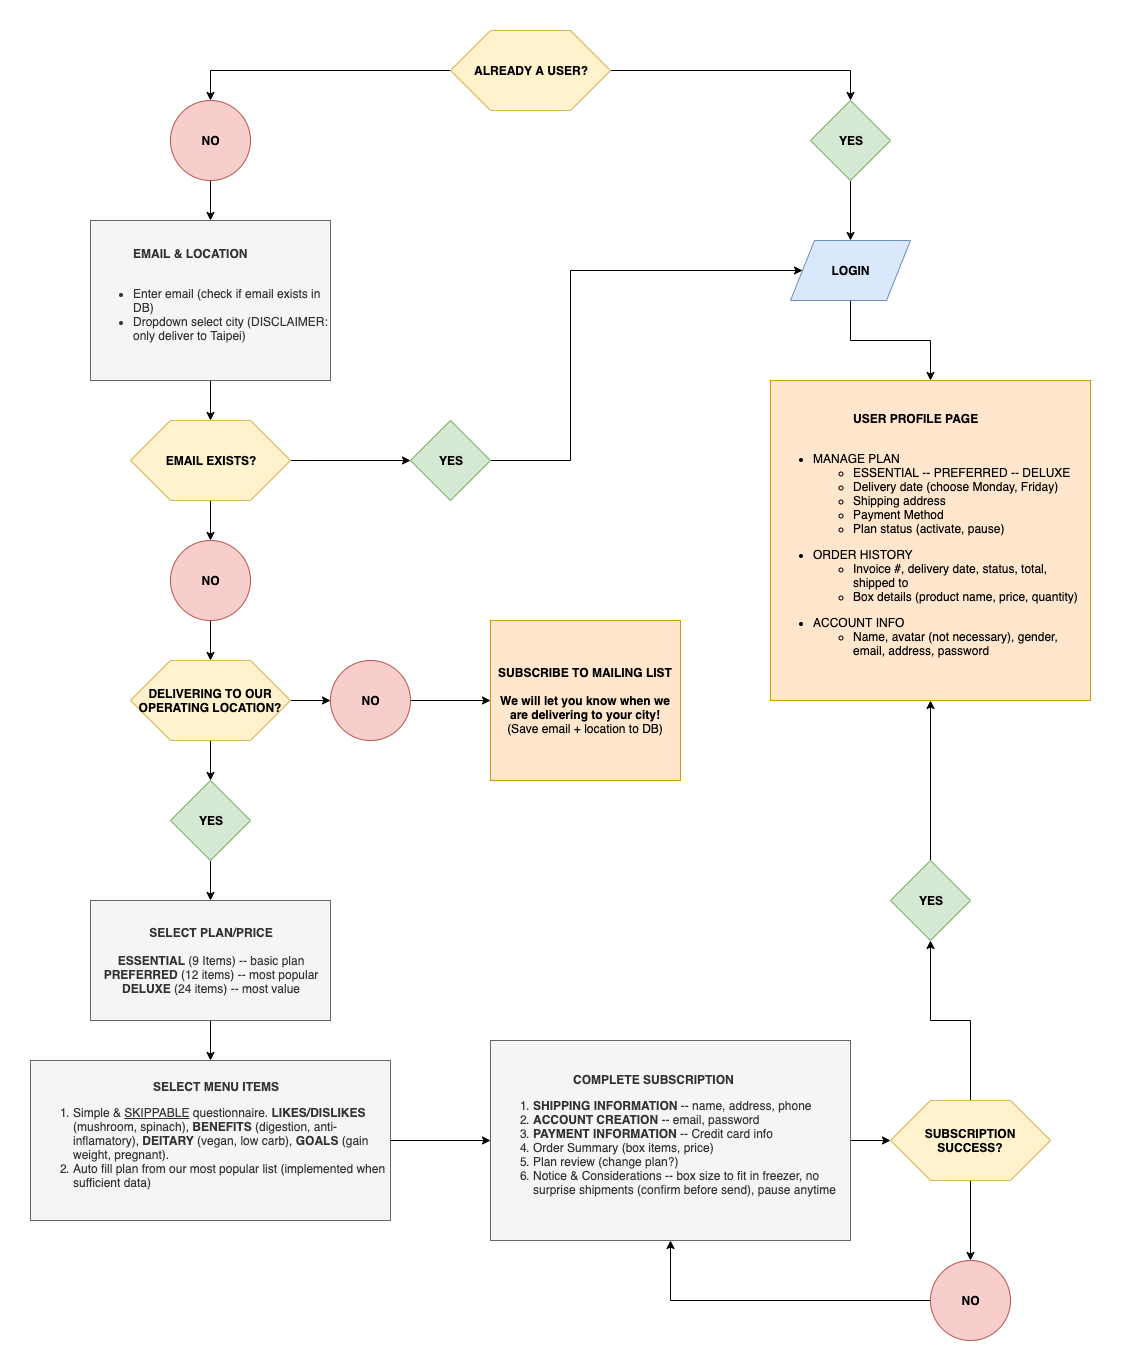 ALREADY A USER?
NO
YES
EMAIL & LOCATION
• Enter email (check if email exists in
DB)
• Dropdown select city (DISCLAIMER:
only deliver to Taipei)
LOGIN
EMAIL EXISTS?
YES
USER PROFILE PAGE
• MANAGE PLAN
○ ESSENTIAL -- PREFERRED -- DELUXE
○ Delivery date (choose Monday, Friday)
○ Shipping address
○ Payment Method
○ Plan status (activate, pause)
• ORDER HISTORY
○ Invoice #, delivery date, status, total,
shipped to
○ Box details (product name, price, quantity)
• ACCOUNT INFO
○ Name, avatar (not necessary), gender,
email, address, password
NO
DELIVERING TO OUR
OPERATING LOCATION?
NO
SUBSCRIBE TO MAILING LIST
We will let you know when we
are delivering to your city!
(Save email + location to DB)
YES
SELECT PLAN/PRICE
ESSENTIAL (9 Items) -- basic plan
PREFERRED (12 items) -- most popular
DELUXE (24 items) -- most value
YES
SELECT MENU ITEMS
1. Simple & SKIPPABLE questionnaire. LIKES/DISLIKES
(mushroom, spinach), BENEFITS (digestion, anti-
inflamatory), DEITARY (vegan, low carb), GOALS (gain
weight, pregnant).
2. Auto fill plan from our most popular list (implemented when
sufficient data)
COMPLETE SUBSCRIPTION
1. SHIPPING INFORMATION -- name, address, phone
2. ACCOUNT CREATION -- email, password
3. PAYMENT INFORMATION -- Credit card info
4. Order Summary (box items, price)
5. Plan review (change plan?)
6. Notice & Considerations -- box size to fit in freezer, no
surprise shipments (confirm before send), pause anytime
SUBSCRIPTION
SUCCESS?
NO